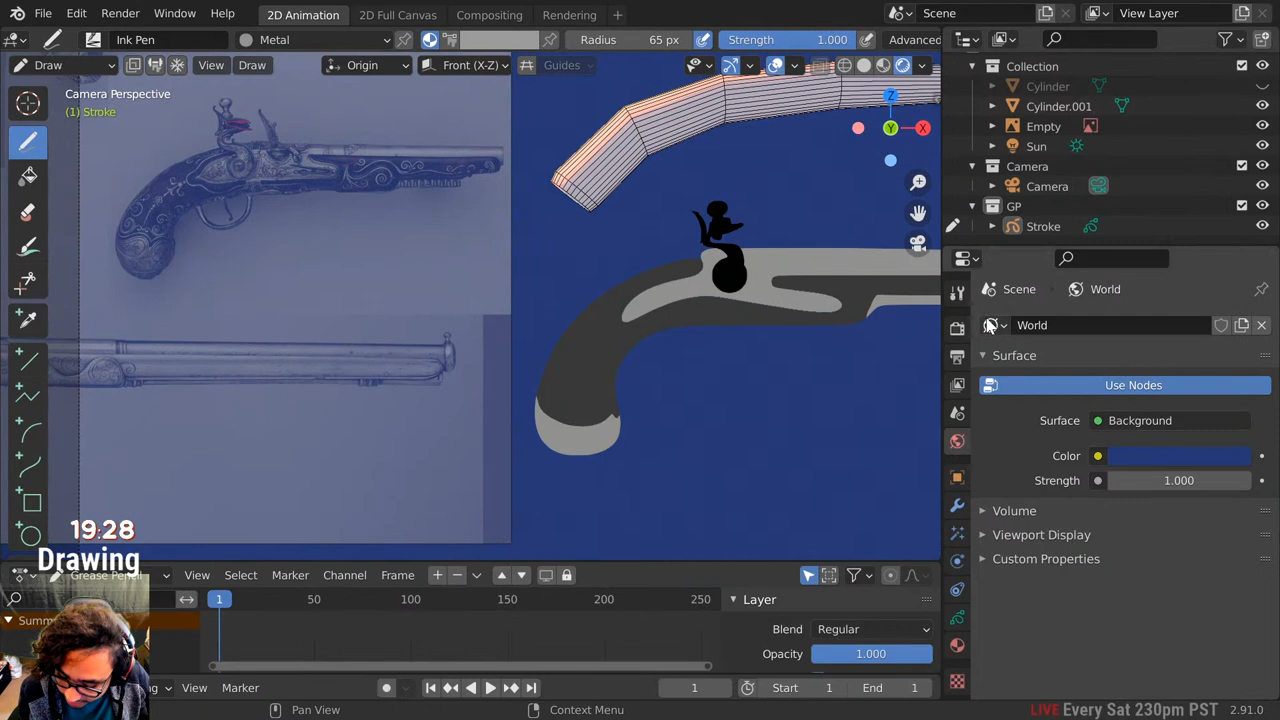 File Edit Render Window Help 2D Animation 2D Full Canvas Compositing Rendering Scene View Layer
Ink Pen Metal Radius 65 px Strength 1.000 Advanced
Draw View Draw Origin Front (X-Z) Guides
Camera Perspective
(1) Stroke
Z
Y X
Collection
Cylinder
Cylinder.001
Empty
Sun
Camera
Camera
GP
Stroke
Scene World
World
Surface
Use Nodes
Surface Background
Color
Strength 1.000
Volume
Viewport Display
Custom Properties
19:28
Drawing
Grease Pencil View Select Marker Channel Frame
1 50 100 150 200 250
Summ
Layer
Blend Regular
Opacity 1.000
View Marker 1 Start 1 End 1
Pan View Context Menu
LIVE Every Sat 230pm PST 2.91.0